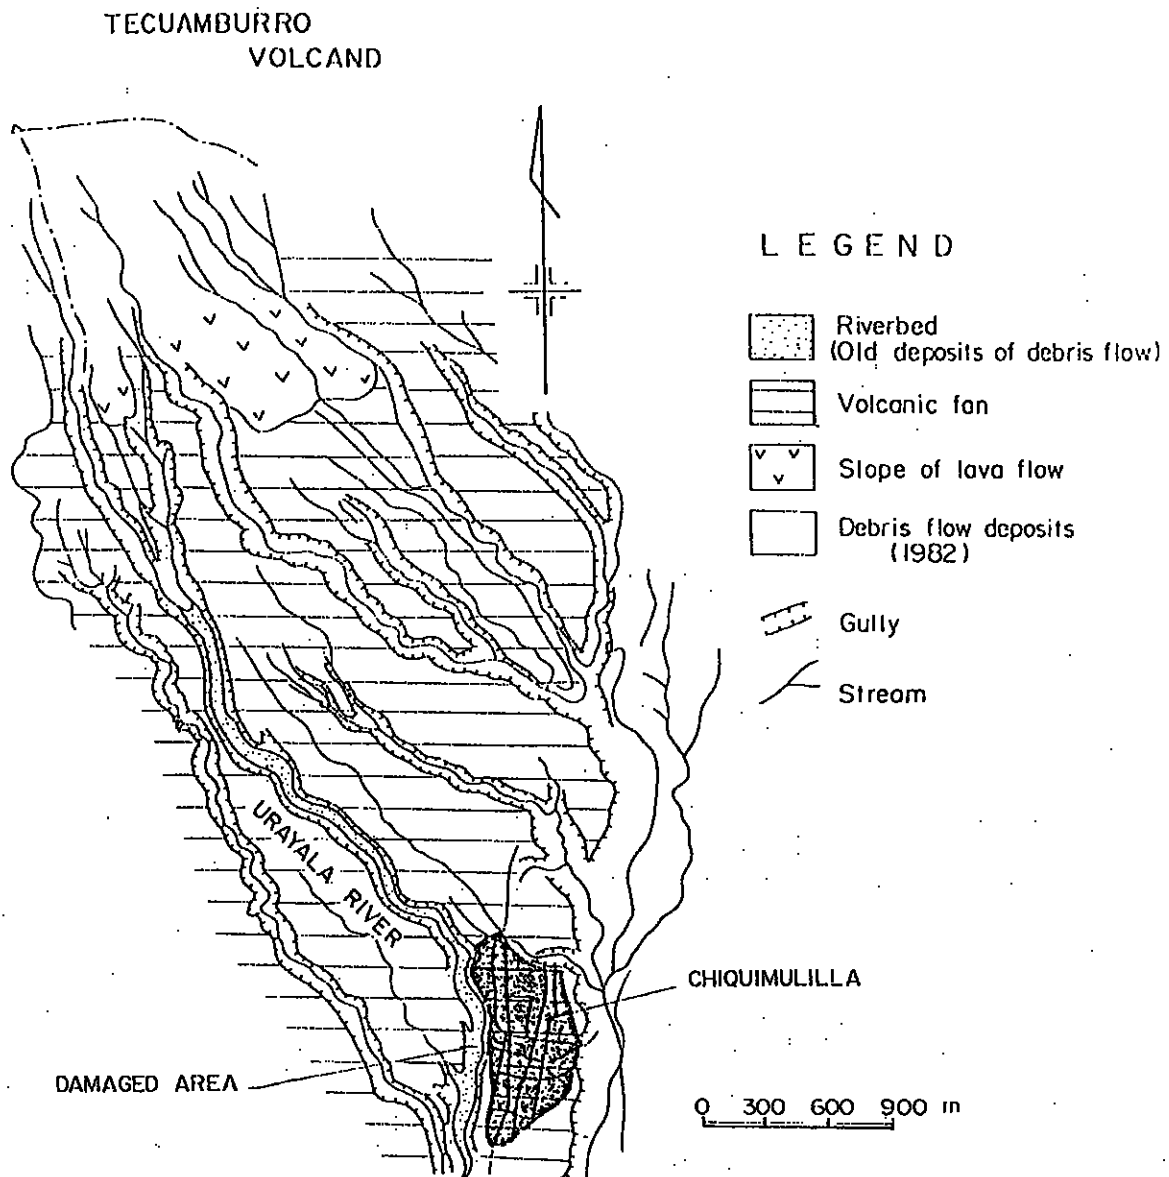 TECUAMBURRO
VOLCAND
LEGEND
Riverbed
(Old deposits of debris flow)
Volcanic fan
Slope of lava flow
Debris flow deposits
(1982)
Gully
Stream
URAYALA RIVER
CHIQUIMULILLA
DAMAGED AREA
0 300 600 900 m